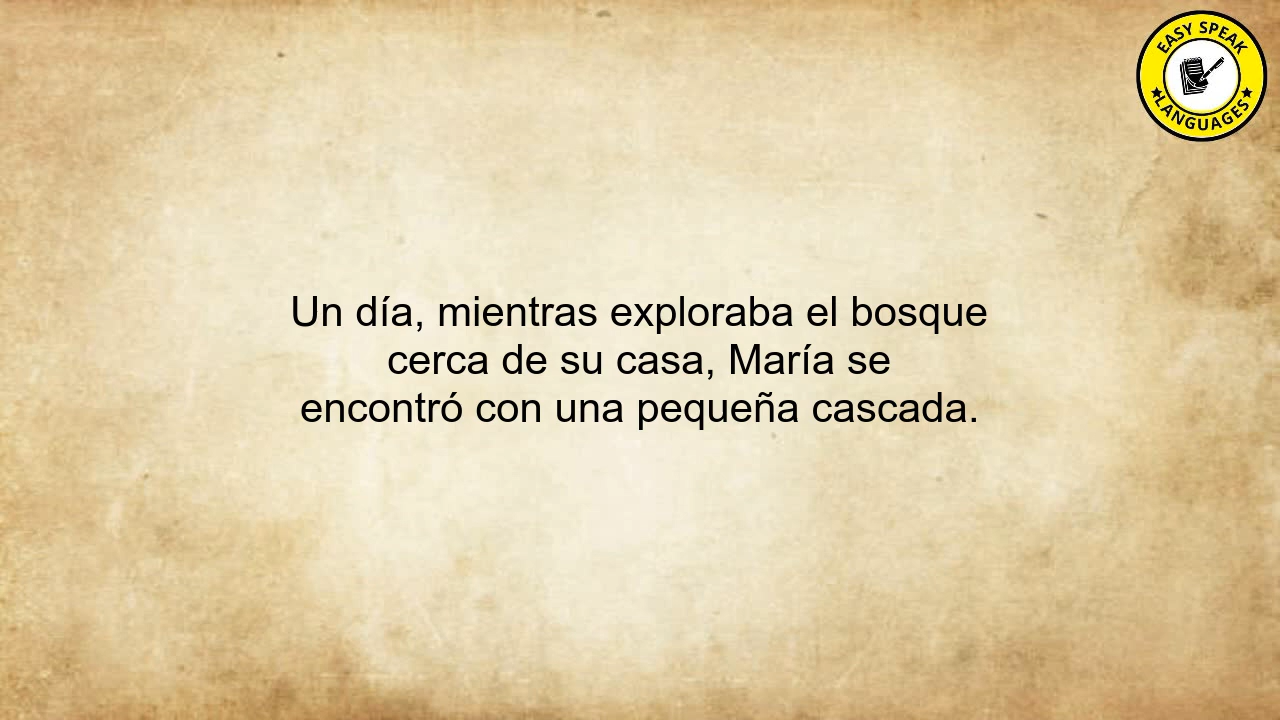 EASY SPEAK
LANGUAGES
Un día, mientras exploraba el bosque
cerca de su casa, María se
encontró con una pequeña cascada.